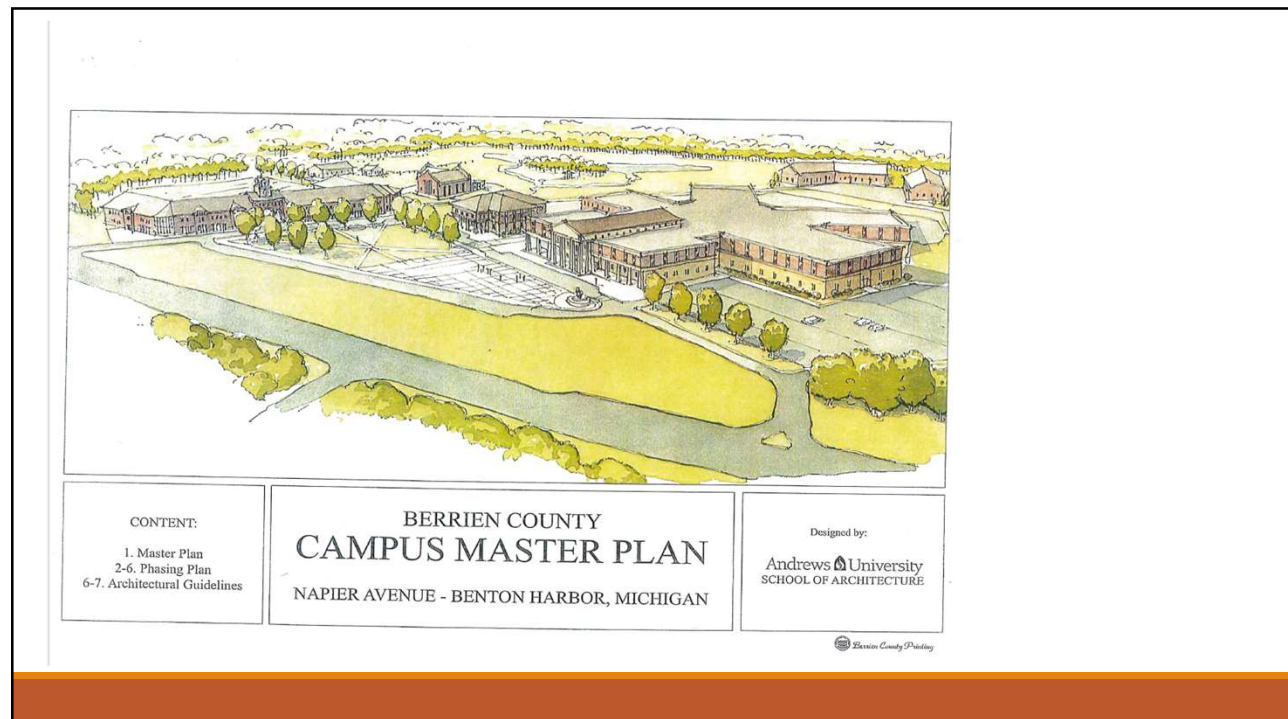 CONTENT:
1. Master Plan
2-6. Phasing Plan
6-7. Architectural Guidelines
BERRIEN COUNTY
CAMPUS MASTER PLAN
NAPIER AVENUE - BENTON HARBOR, MICHIGAN
Designed by:
Andrews University
SCHOOL OF ARCHITECTURE
Berrien County Printing